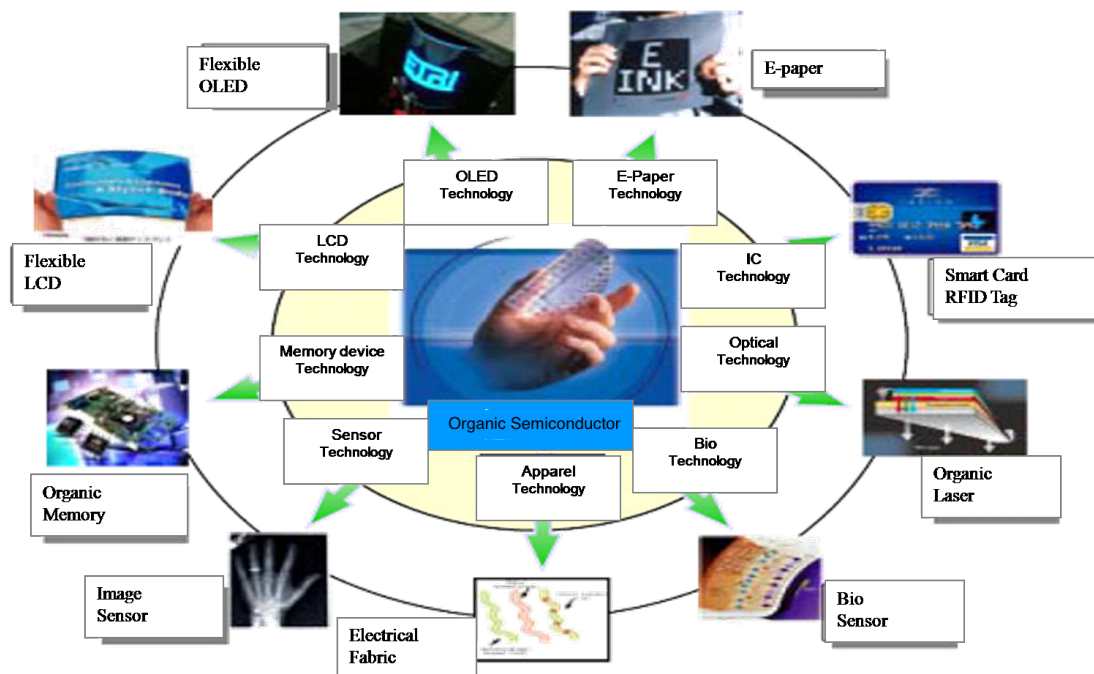 Flexible
OLED
E
INK
E-paper
OLED
Technology
E-Paper
Technology
LCD
Technology
IC
Technology
Flexible
LCD
Smart Card
RFID Tag
Memory device
Technology
Optical
Technology
Organic Semiconductor
Sensor
Technology
Bio
Technology
Apparel
Technology
Organic
Memory
Organic
Laser
Image
Sensor
Electrical
Fabric
Bio
Sensor
VISA